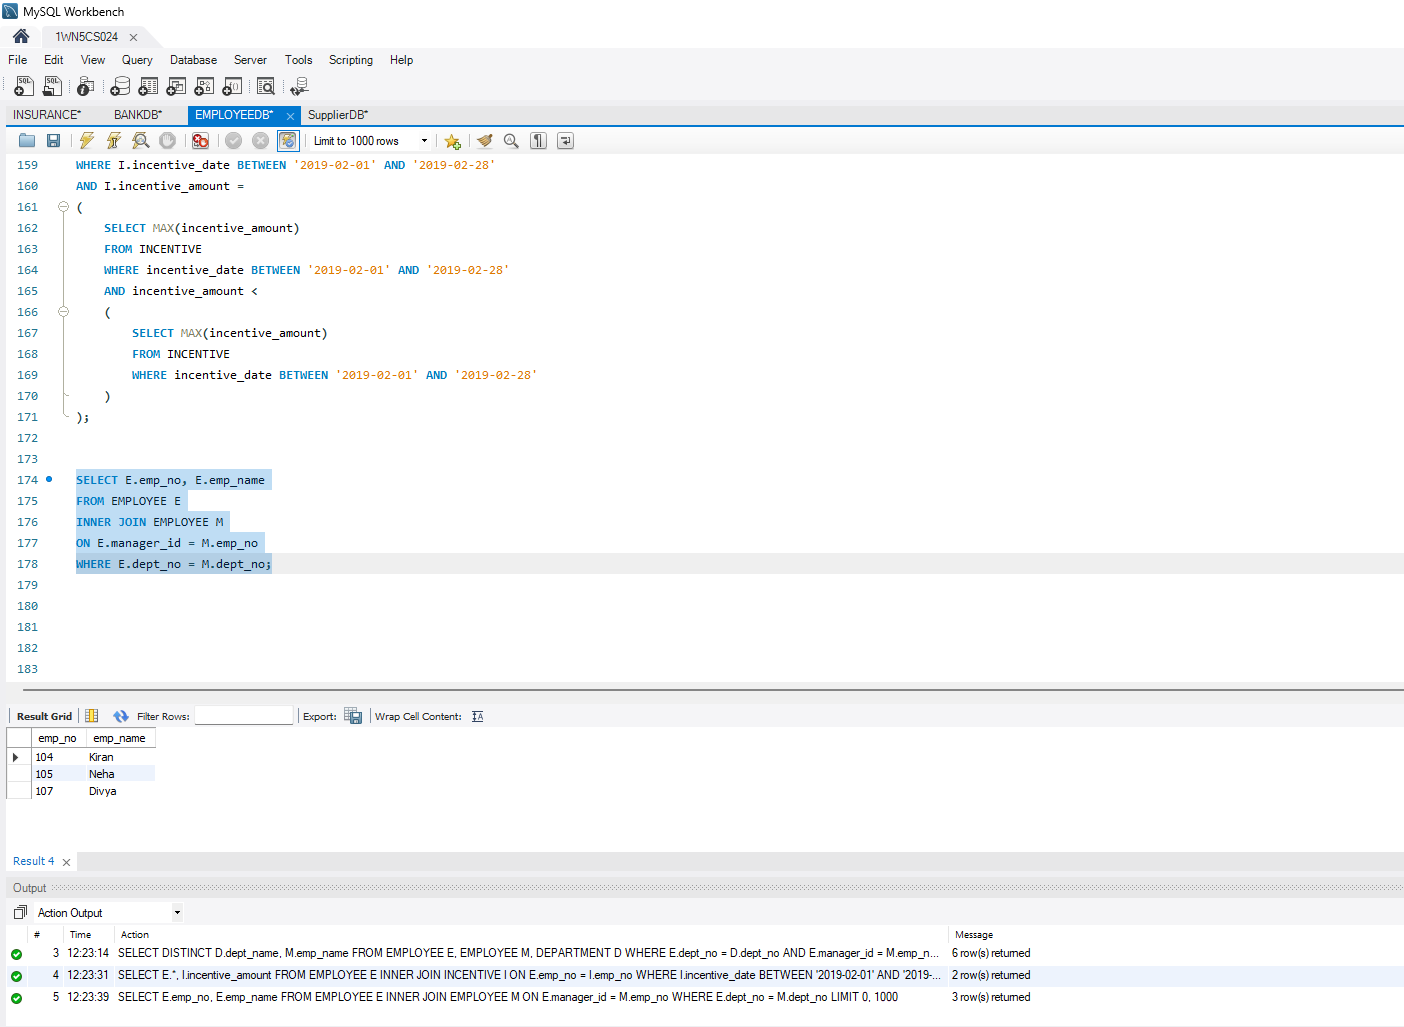 MySQL Workbench
1WN5CS024
File Edit View Query Database Server Tools Scripting Help
INSURANCE* BANKDB* EMPLOYEEDB* SupplierDB*
Limit to 1000 rows
159 WHERE I.incentive_date BETWEEN '2019-02-01' AND '2019-02-28'
160 AND I.incentive_amount =
161 (
162 SELECT MAX(incentive_amount)
163 FROM INCENTIVE
164 WHERE incentive_date BETWEEN '2019-02-01' AND '2019-02-28'
165 AND incentive_amount <
166 (
167 SELECT MAX(incentive_amount)
168 FROM INCENTIVE
169 WHERE incentive_date BETWEEN '2019-02-01' AND '2019-02-28'
170 )
171 );
172
173
174 SELECT E.emp_no, E.emp_name
175 FROM EMPLOYEE E
176 INNER JOIN EMPLOYEE M
177 ON E.manager_id = M.emp_no
178 WHERE E.dept_no = M.dept_no;
179
180
181
182
183
Result Grid Filter Rows: Export: Wrap Cell Content:
emp_no emp_name
104 Kiran
105 Neha
107 Divya
Result 4
Output
Action Output
# Time Action Message
3 12:23:14 SELECT DISTINCT D.dept_name, M.emp_name FROM EMPLOYEE E, EMPLOYEE M, DEPARTMENT D WHERE E.dept_no = D.dept_no AND E.manager_id = M.emp_n... 6 row(s) returned
4 12:23:31 SELECT E.*, I.incentive_amount FROM EMPLOYEE E INNER JOIN INCENTIVE I ON E.emp_no = I.emp_no WHERE I.incentive_date BETWEEN '2019-02-01' AND '2019-... 2 row(s) returned
5 12:23:39 SELECT E.emp_no, E.emp_name FROM EMPLOYEE E INNER JOIN EMPLOYEE M ON E.manager_id = M.emp_no WHERE E.dept_no = M.dept_no LIMIT 0, 1000 3 row(s) returned